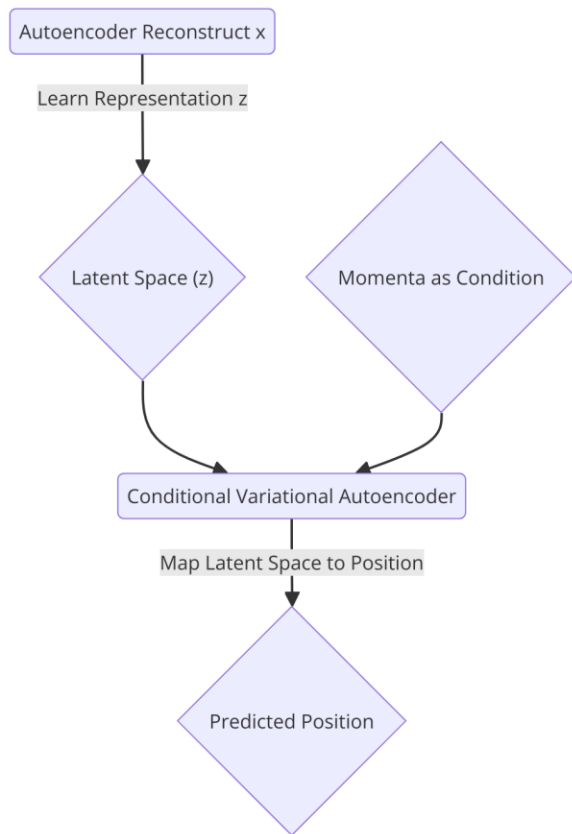 Autoencoder Reconstruct x
Learn Representation z
Latent Space (z)
Momenta as Condition
Conditional Variational Autoencoder
Map Latent Space to Position
Predicted Position